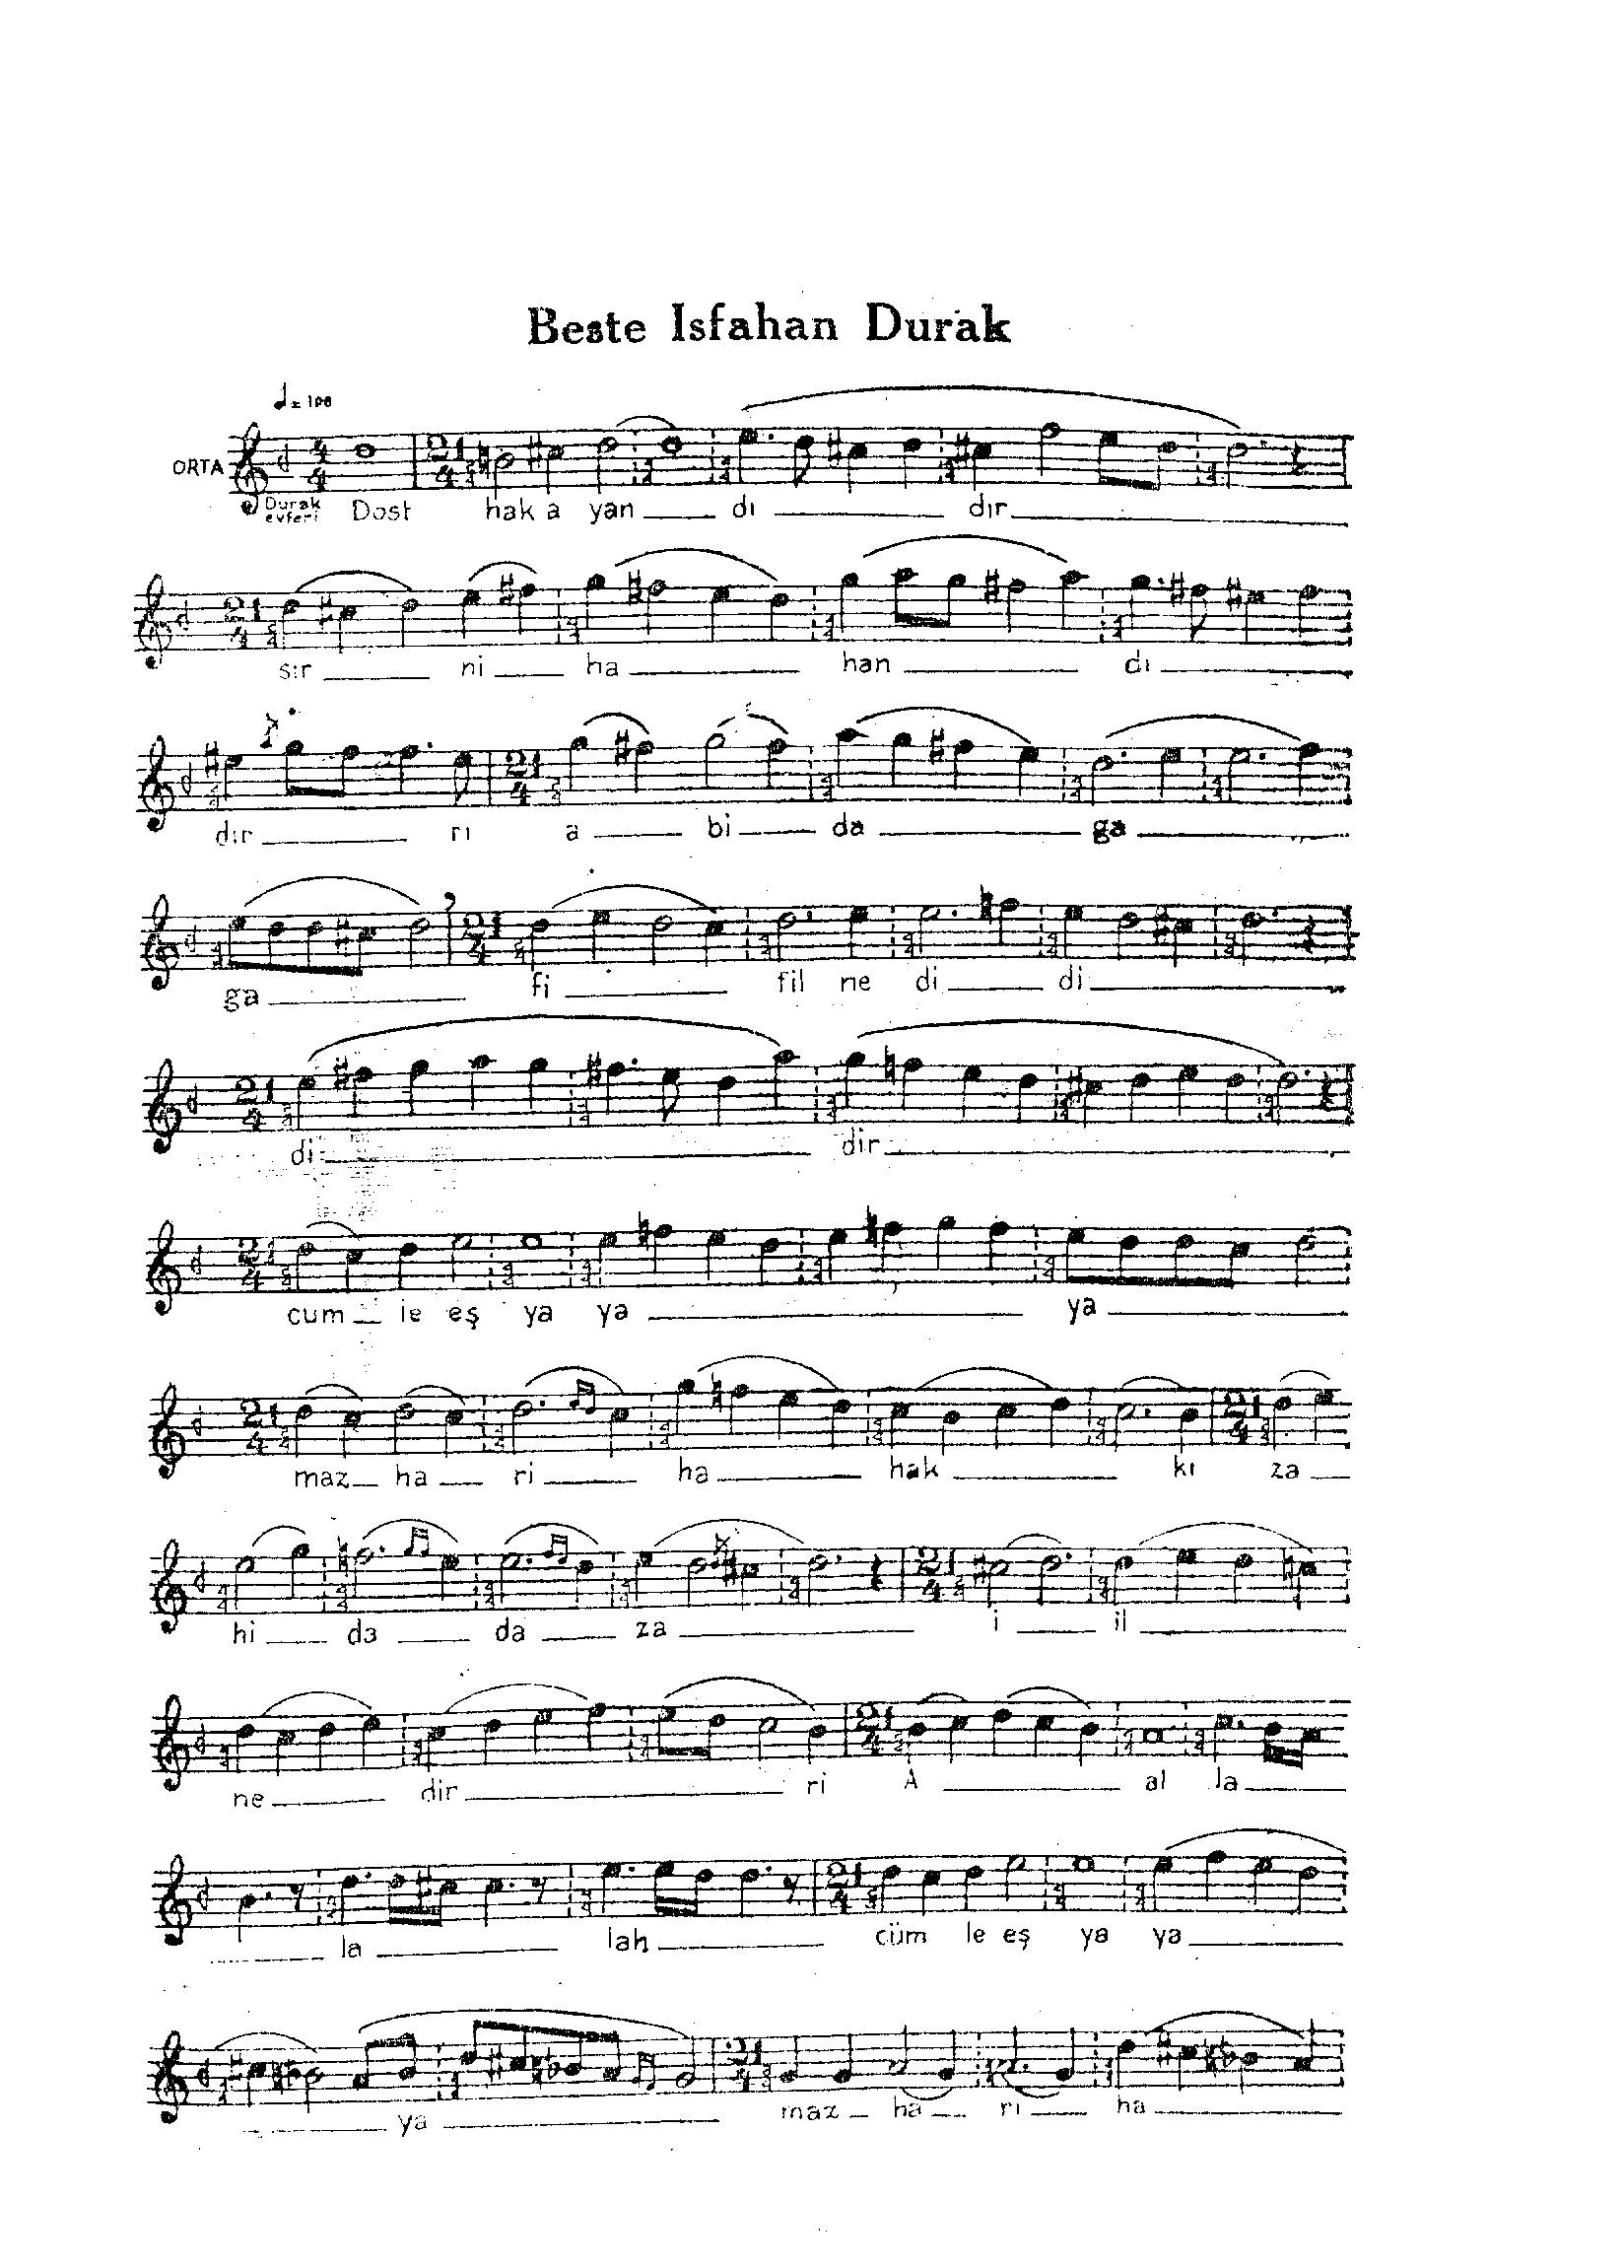 Beste Isfahan Durak
ORTA
Durak
evferi
Dost hak a yan di dır
sır ni ha han dı
dır rı a bi da ga
ga fi fil ne di di
di dir
cum le eş ya ya ya
maz ha ri ha hak kı za
hi da da za i il
ne dir ri A al la
la lah cüm le eş ya ya
ya maz ha ri ha